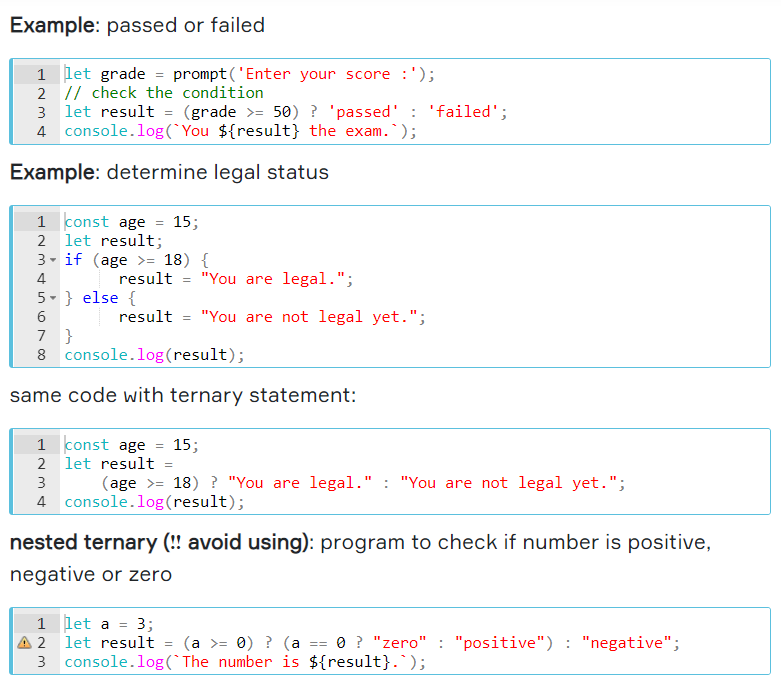 Example: passed or failed
1 let grade = prompt('Enter your score :');
2 // check the condition
3 let result = (grade >= 50) ? 'passed' : 'failed';
4 console.log(`You ${result} the exam.`);
Example: determine legal status
1 const age = 15;
2 let result;
3 if (age >= 18) {
4       result = "You are legal.";
5 } else {
6       result = "You are not legal yet.";
7 }
8 console.log(result);
same code with ternary statement:
1 const age = 15;
2 let result =
3     (age >= 18) ? "You are legal." : "You are not legal yet.";
4 console.log(result);
nested ternary (!! avoid using): program to check if number is positive,
negative or zero
1 let a = 3;
2 let result = (a >= 0) ? (a == 0 ? "zero" : "positive") : "negative";
3 console.log(`The number is ${result}.`);